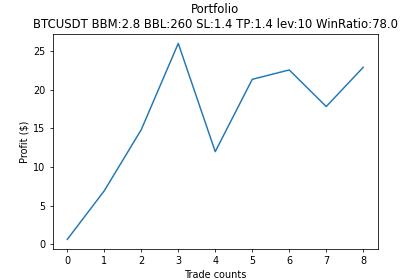 Portfolio
BTCUSDT BBM:2.8 BBL:260 SL:1.4 TP:1.4 lev:10 WinRatio:78.0
25
20
15
10
5
0
Profit ($)
0 1 2 3 4 5 6 7 8
Trade counts